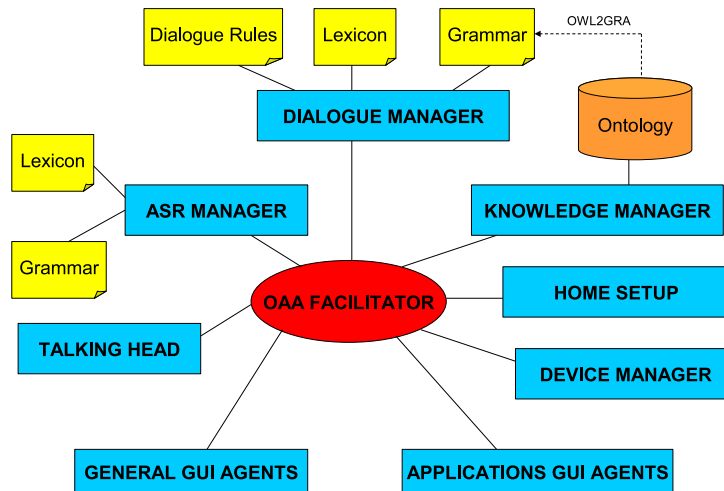 OWL2GRA
Dialogue Rules
Lexicon
Grammar
DIALOGUE MANAGER
Ontology
Lexicon
ASR MANAGER
KNOWLEDGE MANAGER
Grammar
OAA FACILITATOR
HOME SETUP
TALKING HEAD
DEVICE MANAGER
GENERAL GUI AGENTS
APPLICATIONS GUI AGENTS